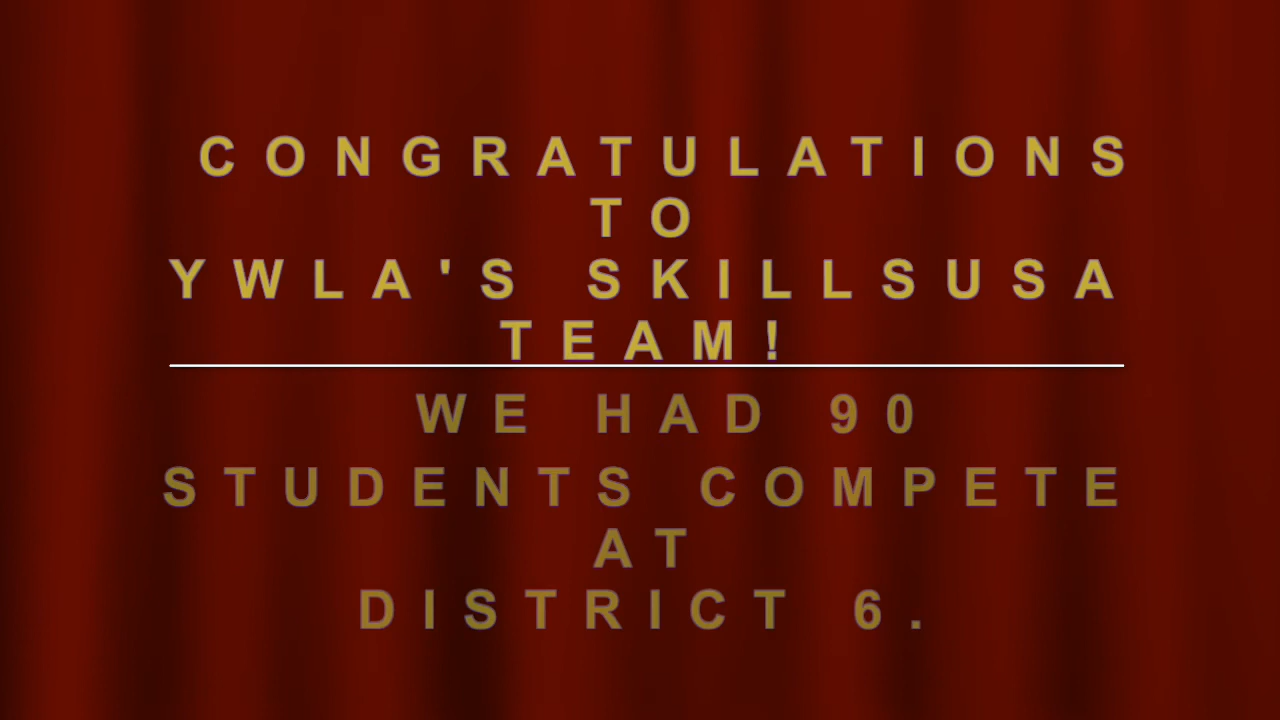 CONGRATULATIONS
TO
YWLA'S SKILLSUSA
TEAM!
WE HAD 90
STUDENTS COMPETE
AT
DISTRICT 6.